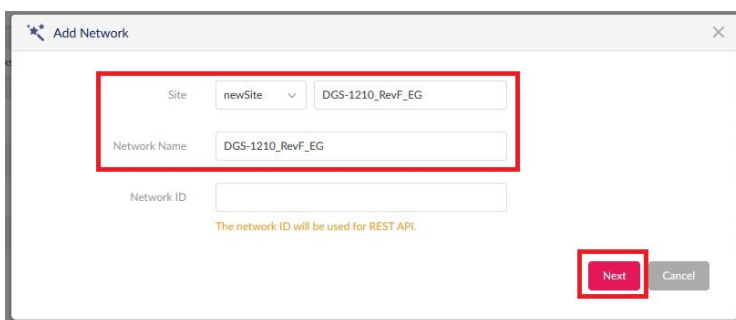 Add Network
Site newSite DGS-1210_RevF_EG
Network Name DGS-1210_RevF_EG
Network ID
The network ID will be used for REST API.
Next Cancel